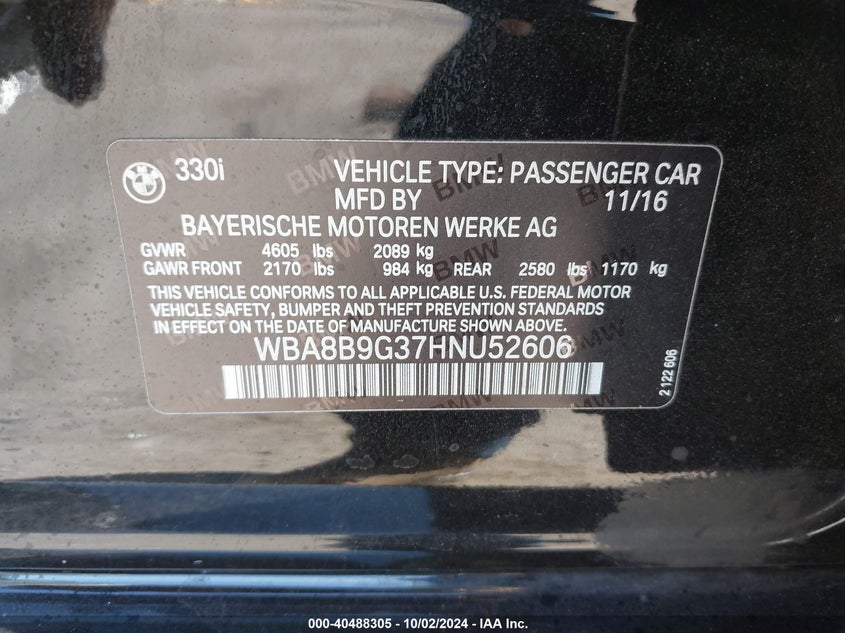 330i VEHICLE TYPE: PASSENGER CAR
MFD BY 11/16
BAYERISCHE MOTOREN WERKE AG
GVWR 4605 lbs 2089 kg
GAWR FRONT 2170 lbs 984 kg REAR 2580 lbs 1170 kg
THIS VEHICLE CONFORMS TO ALL APPLICABLE U.S. FEDERAL MOTOR
VEHICLE SAFETY, BUMPER AND THEFT PREVENTION STANDARDS
IN EFFECT ON THE DATE OF MANUFACTURE SHOWN ABOVE.
WBA8B9G37HNU52606
2 122 606
000-40488305 - 10/02/2024 - IAA Inc.